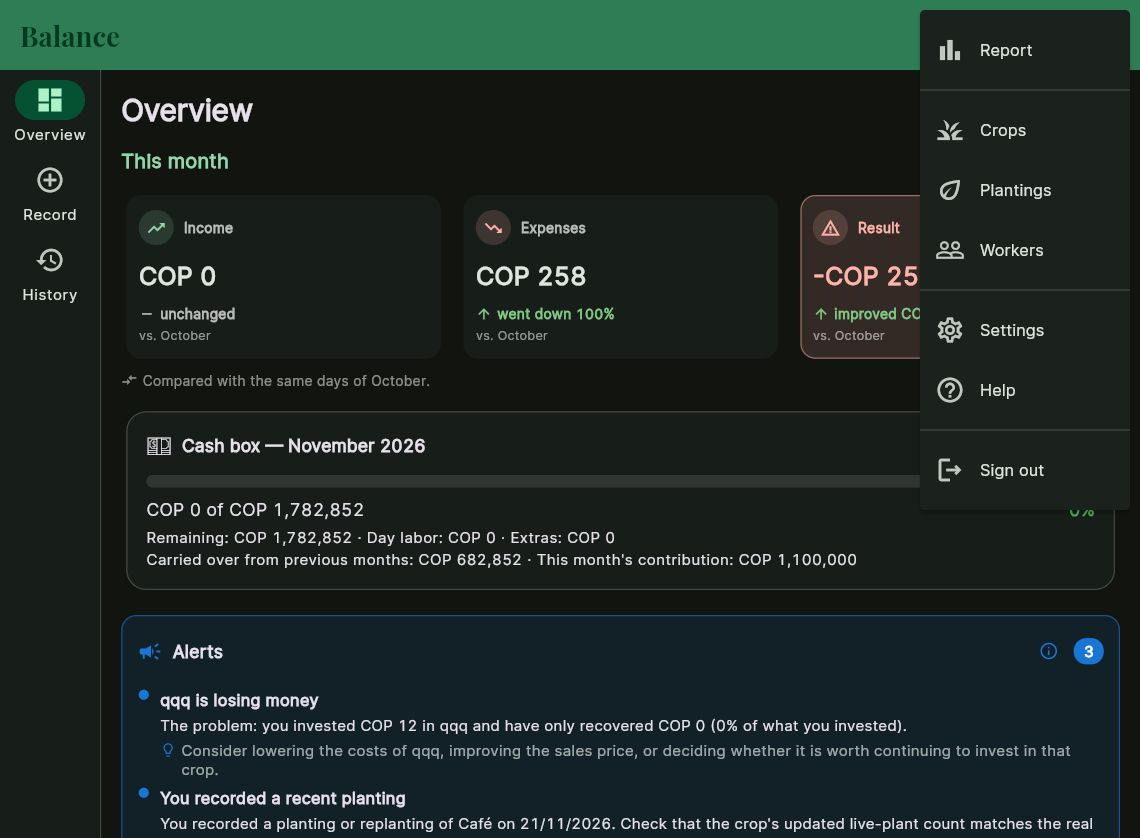 Balance
Overview
Record
History
Overview
This month
Income
COP 0
unchanged
vs. October
Expenses
COP 258
went down 100%
vs. October
Result
-COP 25
improved CO
vs. October
Compared with the same days of October.
Cash box — November 2026
COP 0 of COP 1,782,852
0%
Remaining: COP 1,782,852 · Day labor: COP 0 · Extras: COP 0
Carried over from previous months: COP 682,852 · This month's contribution: COP 1,100,000
Alerts
3
qqq is losing money
The problem: you invested COP 12 in qqq and have only recovered COP 0 (0% of what you invested).
Consider lowering the costs of qqq, improving the sales price, or deciding whether it is worth continuing to invest in that
crop.
You recorded a recent planting
You recorded a planting or replanting of Café on 21/11/2026. Check that the crop's updated live-plant count matches the real
Report
Crops
Plantings
Workers
Settings
Help
Sign out